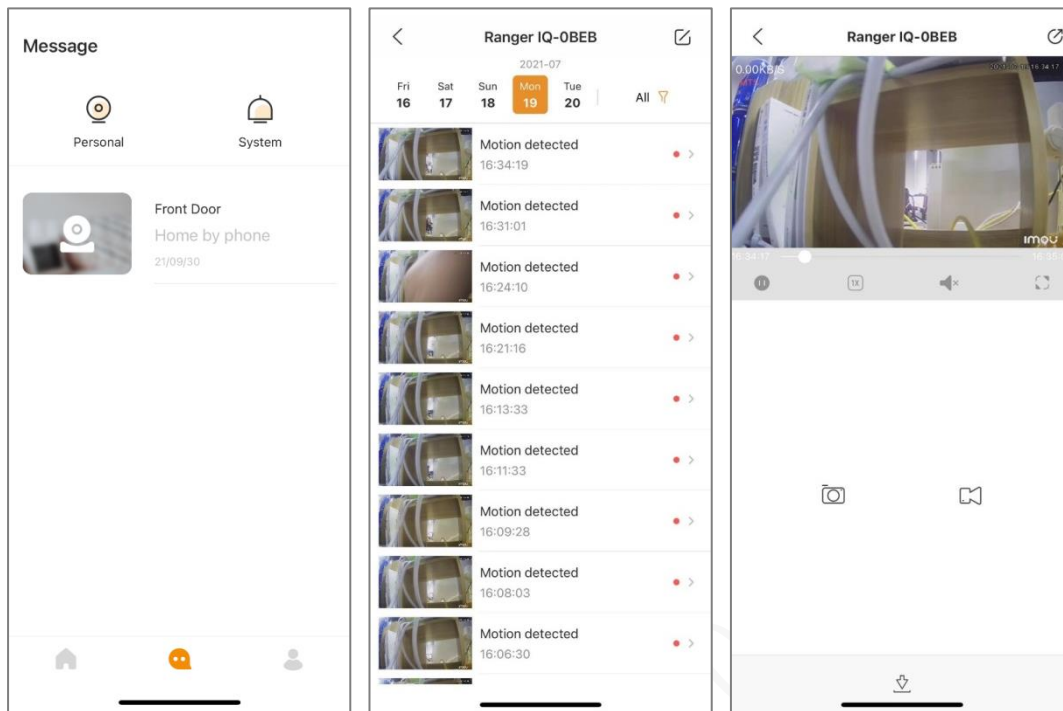 Message
Personal
System
Front Door
Home by phone
21/09/30
Ranger IQ-0BEB
2021-07
Fri Sat Sun Mon Tue
16 17 18 19 20 All
Motion detected
16:34:19
Motion detected
16:31:01
Motion detected
16:24:10
Motion detected
16:21:16
Motion detected
16:13:33
Motion detected
16:11:33
Motion detected
16:09:28
Motion detected
16:08:03
Motion detected
16:06:30
Ranger IQ-0BEB
0.00KB/S
imou
1X